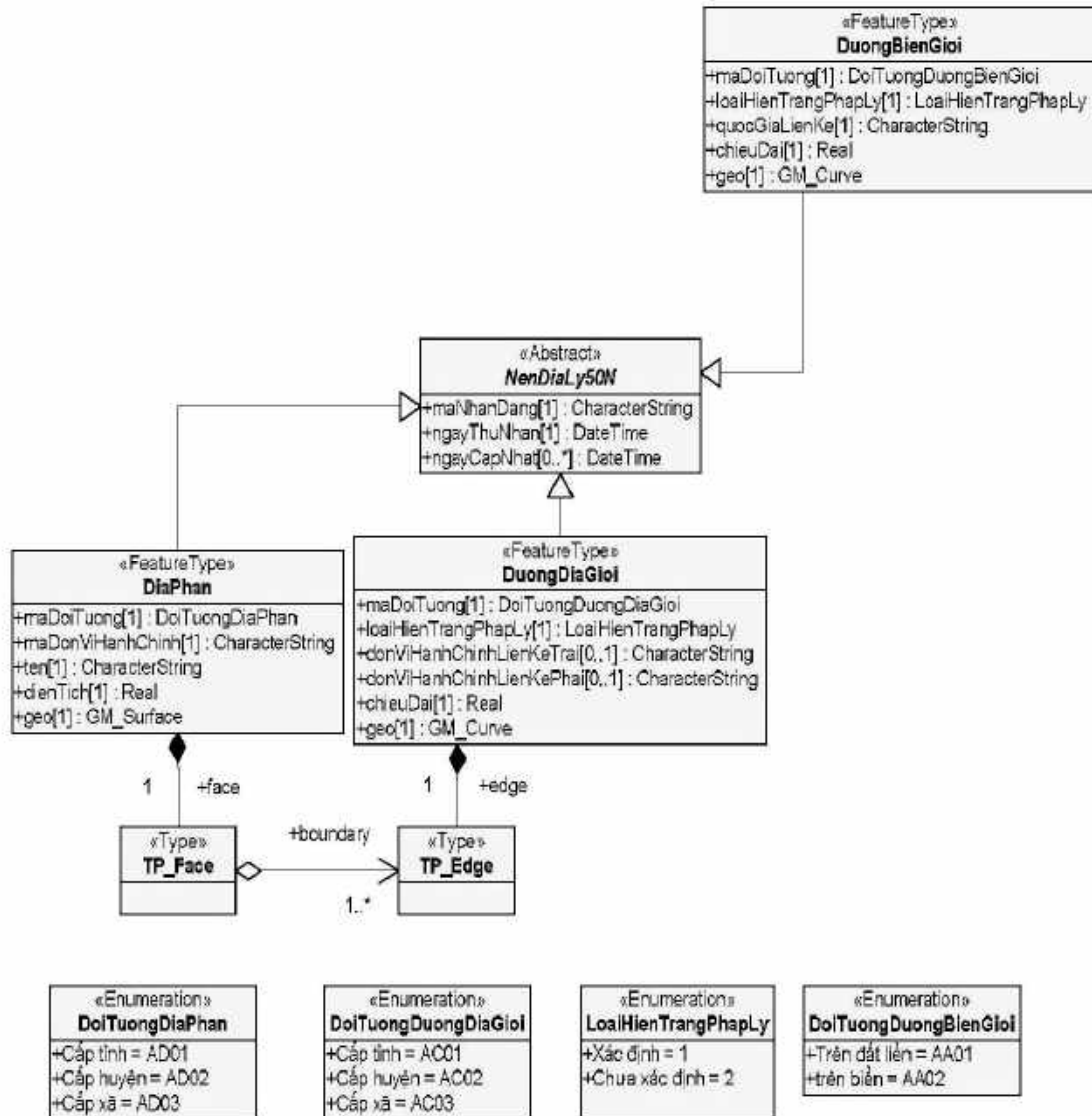 «FeatureType»
DuongBienGioi
+maDoiTuong[1] : DoiTuongDuongBienGioi
+loaiHienTrangPhapLy[1] : LoaiHienTrangPhapLy
+quocGiaLienKe[1] : CharacterString
+chieuDai[1] : Real
+geo[1] : GM_Curve
«Abstract»
NenDiaLy50N
+maNhanDang[1] : CharacterString
+ngayThuNhan[1] : DateTime
+ngayCapNhat[0..*] : DateTime
«FeatureType»
DiaPhan
+maDoiTuong[1] : DoiTuongDiaPhan
+maDonViHanhChinh[1] : CharacterString
+ten[1] : CharacterString
+dienTich[1] : Real
+geo[1] : GM_Surface
«FeatureType»
DuongDiaGioi
+maDoiTuong[1] : DoiTuongDuongDiaGioi
+loaiHienTrangPhapLy[1] : LoaiHienTrangPhapLy
+donViHanhChinhLienKeTrai[0..1] : CharacterString
+donViHanhChinhLienKePhai[0..1] : CharacterString
+chieuDai[1] : Real
+geo[1] : GM_Curve
1 +face
1 +edge
«Type»
TP_Face
+boundary
1..*
«Type»
TP_Edge
«Enumeration»
DoiTuongDiaPhan
+Cấp tỉnh = AD01
+Cấp huyện = AD02
+Cấp xã = AD03
«Enumeration»
DoiTuongDuongDiaGioi
+Cấp tỉnh = AC01
+Cấp huyện = AC02
+Cấp xã = AC03
«Enumeration»
LoaiHienTrangPhapLy
+Xác định = 1
+Chưa xác định = 2
«Enumeration»
DoiTuongDuongBienGioi
+Trên đất liền = AA01
+trên biển = AA02